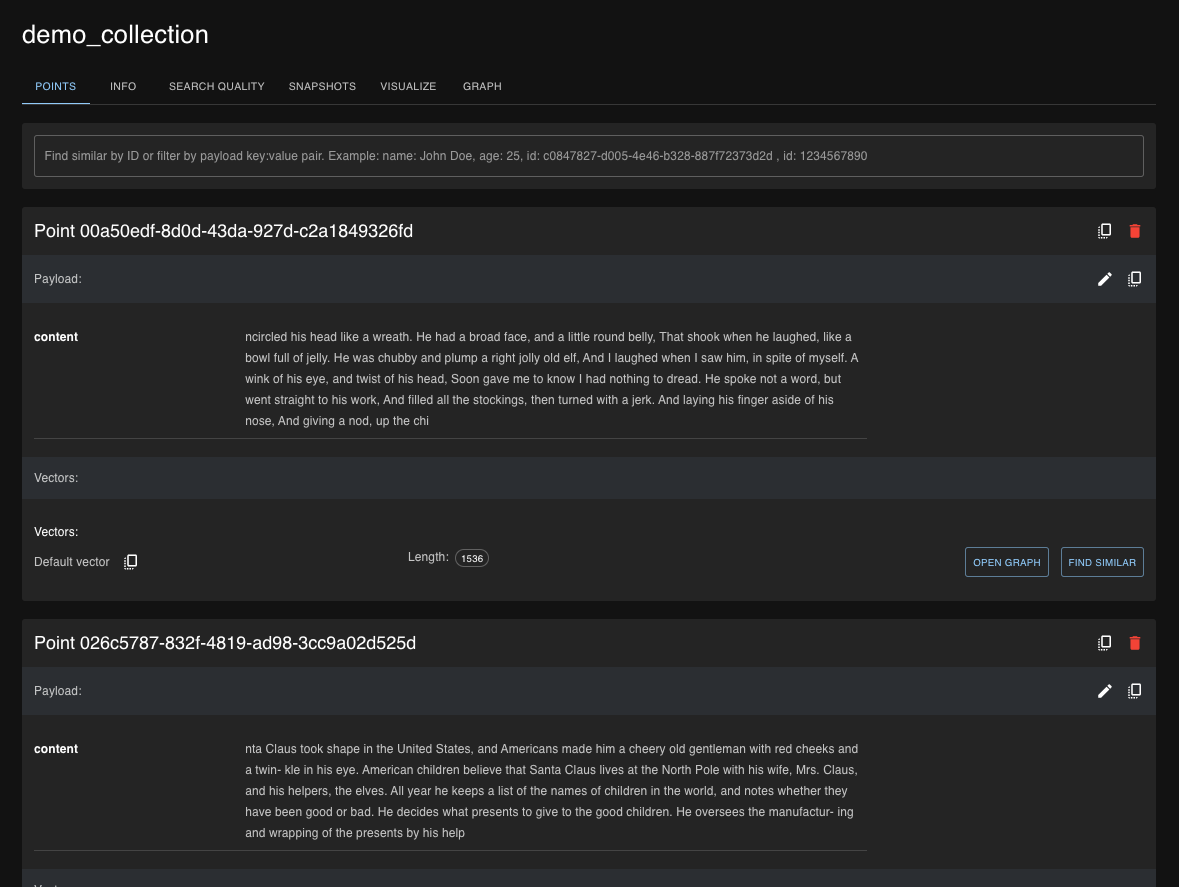 demo_collection
POINTS INFO SEARCH QUALITY SNAPSHOTS VISUALIZE GRAPH
Find similar by ID or filter by payload key:value pair. Example: name: John Doe, age: 25, id: c0847827-d005-4e46-b328-887f72373d2d , id: 1234567890
Point 00a50edf-8d0d-43da-927d-c2a1849326fd
Payload:
content
ncircled his head like a wreath. He had a broad face, and a little round belly, That shook when he laughed, like a
bowl full of jelly. He was chubby and plump a right jolly old elf, And I laughed when I saw him, in spite of myself. A
wink of his eye, and twist of his head, Soon gave me to know I had nothing to dread. He spoke not a word, but
went straight to his work, And filled all the stockings, then turned with a jerk. And laying his finger aside of his
nose, And giving a nod, up the chi
Vectors:
Vectors:
Default vector
Length: 1536
OPEN GRAPH FIND SIMILAR
Point 026c5787-832f-4819-ad98-3cc9a02d525d
Payload:
content
nta Claus took shape in the United States, and Americans made him a cheery old gentleman with red cheeks and
a twin- kle in his eye. American children believe that Santa Claus lives at the North Pole with his wife, Mrs. Claus,
and his helpers, the elves. All year he keeps a list of the names of children in the world, and notes whether they
have been good or bad. He decides what presents to give to the good children. He oversees the manufactur- ing
and wrapping of the presents by his help